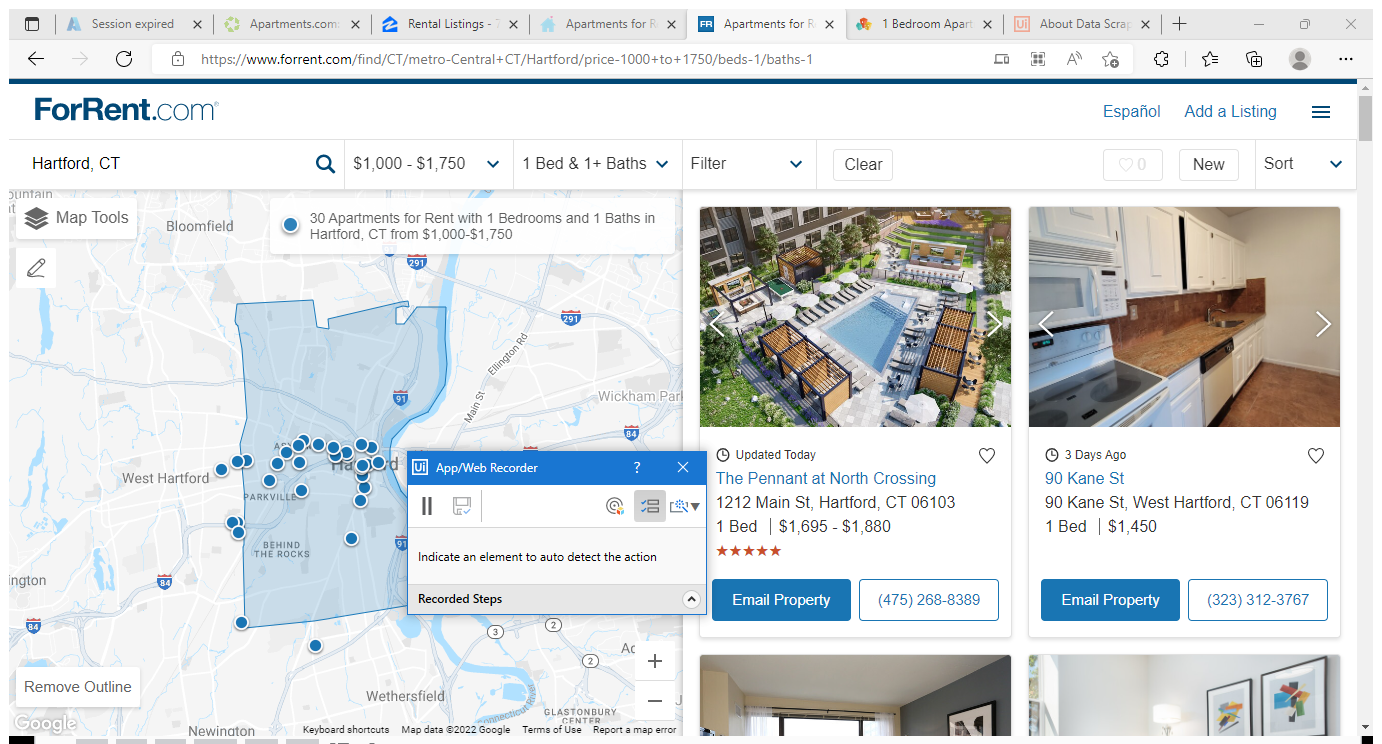 Session expired
Apartments.com:
Rental Listings -
Apartments for R
Apartments for R
1 Bedroom Apart
About Data Scrap
https://www.forrent.com/find/CT/metro-Central+CT/Hartford/price-1000+to+1750/beds-1/baths-1
ForRent.com
Español
Add a Listing
Hartford, CT
$1,000 - $1,750
1 Bed & 1+ Baths
Filter
Clear
0
New
Sort
Map Tools
Bloomfield
30 Apartments for Rent with 1 Bedrooms and 1 Baths in
Hartford, CT from $1,000-$1,750
291
291
Ellington Rd
Main St
Wickham Park
91
84
West Hartford
PARKVILLE
BEHIND
THE ROCKS
91
84
84
3
2
2
Wethersfield
GLASTONBURY
CENTER
Newington
Remove Outline
Google
Keyboard shortcuts
Map data ©2022 Google
Terms of Use
Report a map error
Ui App/Web Recorder ?
Indicate an element to auto detect the action
Recorded Steps
Updated Today
The Pennant at North Crossing
1212 Main St, Hartford, CT 06103
1 Bed | $1,695 - $1,880
Email Property
(475) 268-8389
3 Days Ago
90 Kane St
90 Kane St, West Hartford, CT 06119
1 Bed | $1,450
Email Property
(323) 312-3767